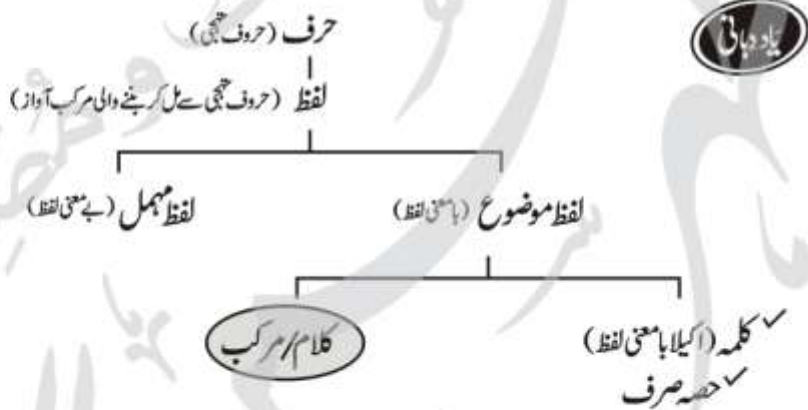 یاد دہانی
حرف (حروف تہجی)
لفظ (حروف تہجی سے مل کر بننے والی مرکب آواز)
لفظ موضوع (بامعنی لفظ)
لفظ مہمل (بے معنی لفظ)
✓ کلمہ (اکیلا بامعنی لفظ)
کلام/مرکب
✓ حصہ صرف